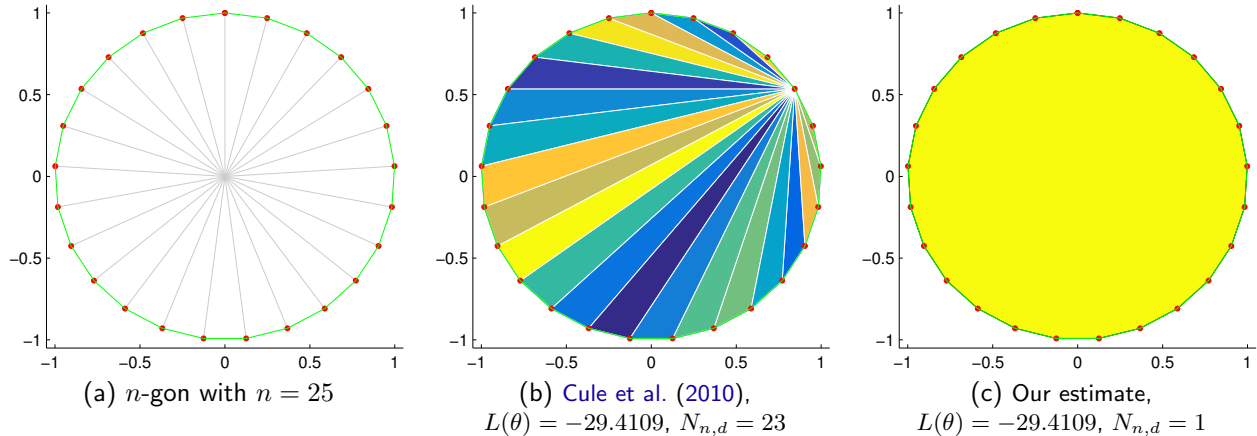 1
0.5
0
−0.5
−1
−1 −0.5 0 0.5 1
(a) n-gon with n = 25
1
0.5
0
−0.5
−1
−1 −0.5 0 0.5 1
(b) Cule et al. (2010),
L(θ) = −29.4109, N_{n,d} = 23
1
0.5
0
−0.5
−1
−1 −0.5 0 0.5 1
(c) Our estimate,
L(θ) = −29.4109, N_{n,d} = 1